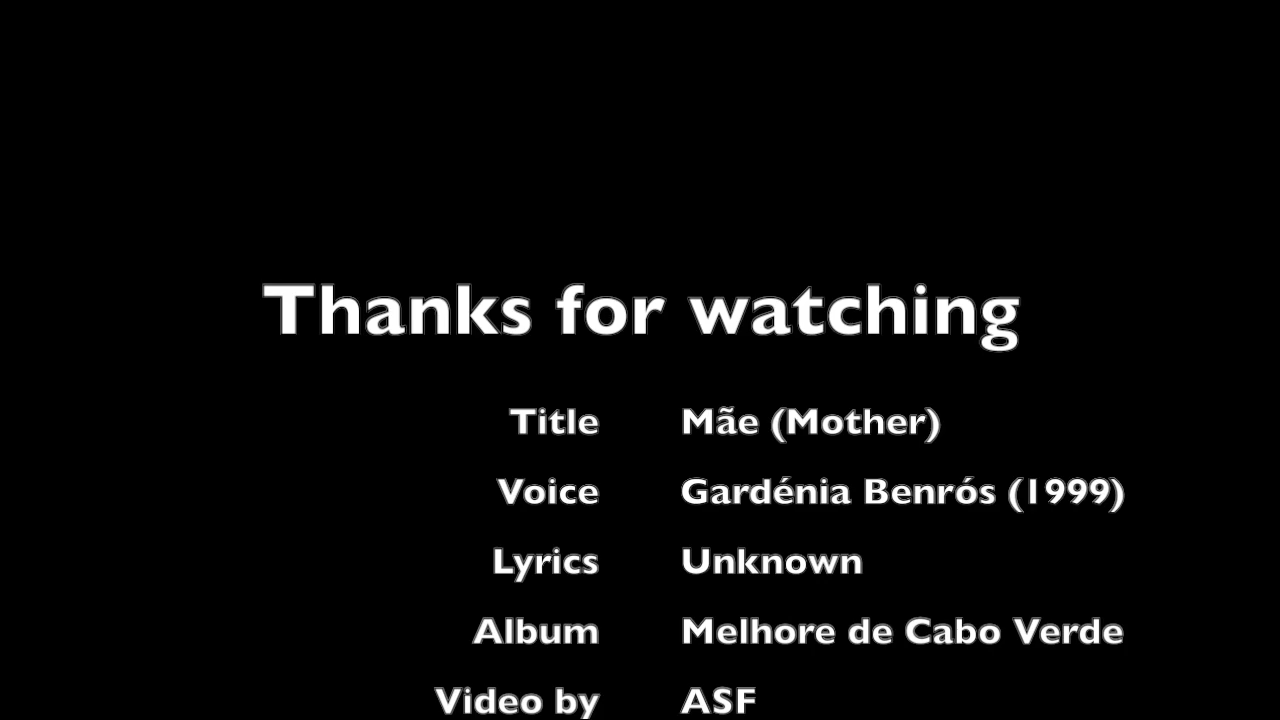 Thanks for watching
Title Mãe (Mother)
Voice Gardénia Benrós (1999)
Lyrics Unknown
Album Melhore de Cabo Verde
Video by ASF